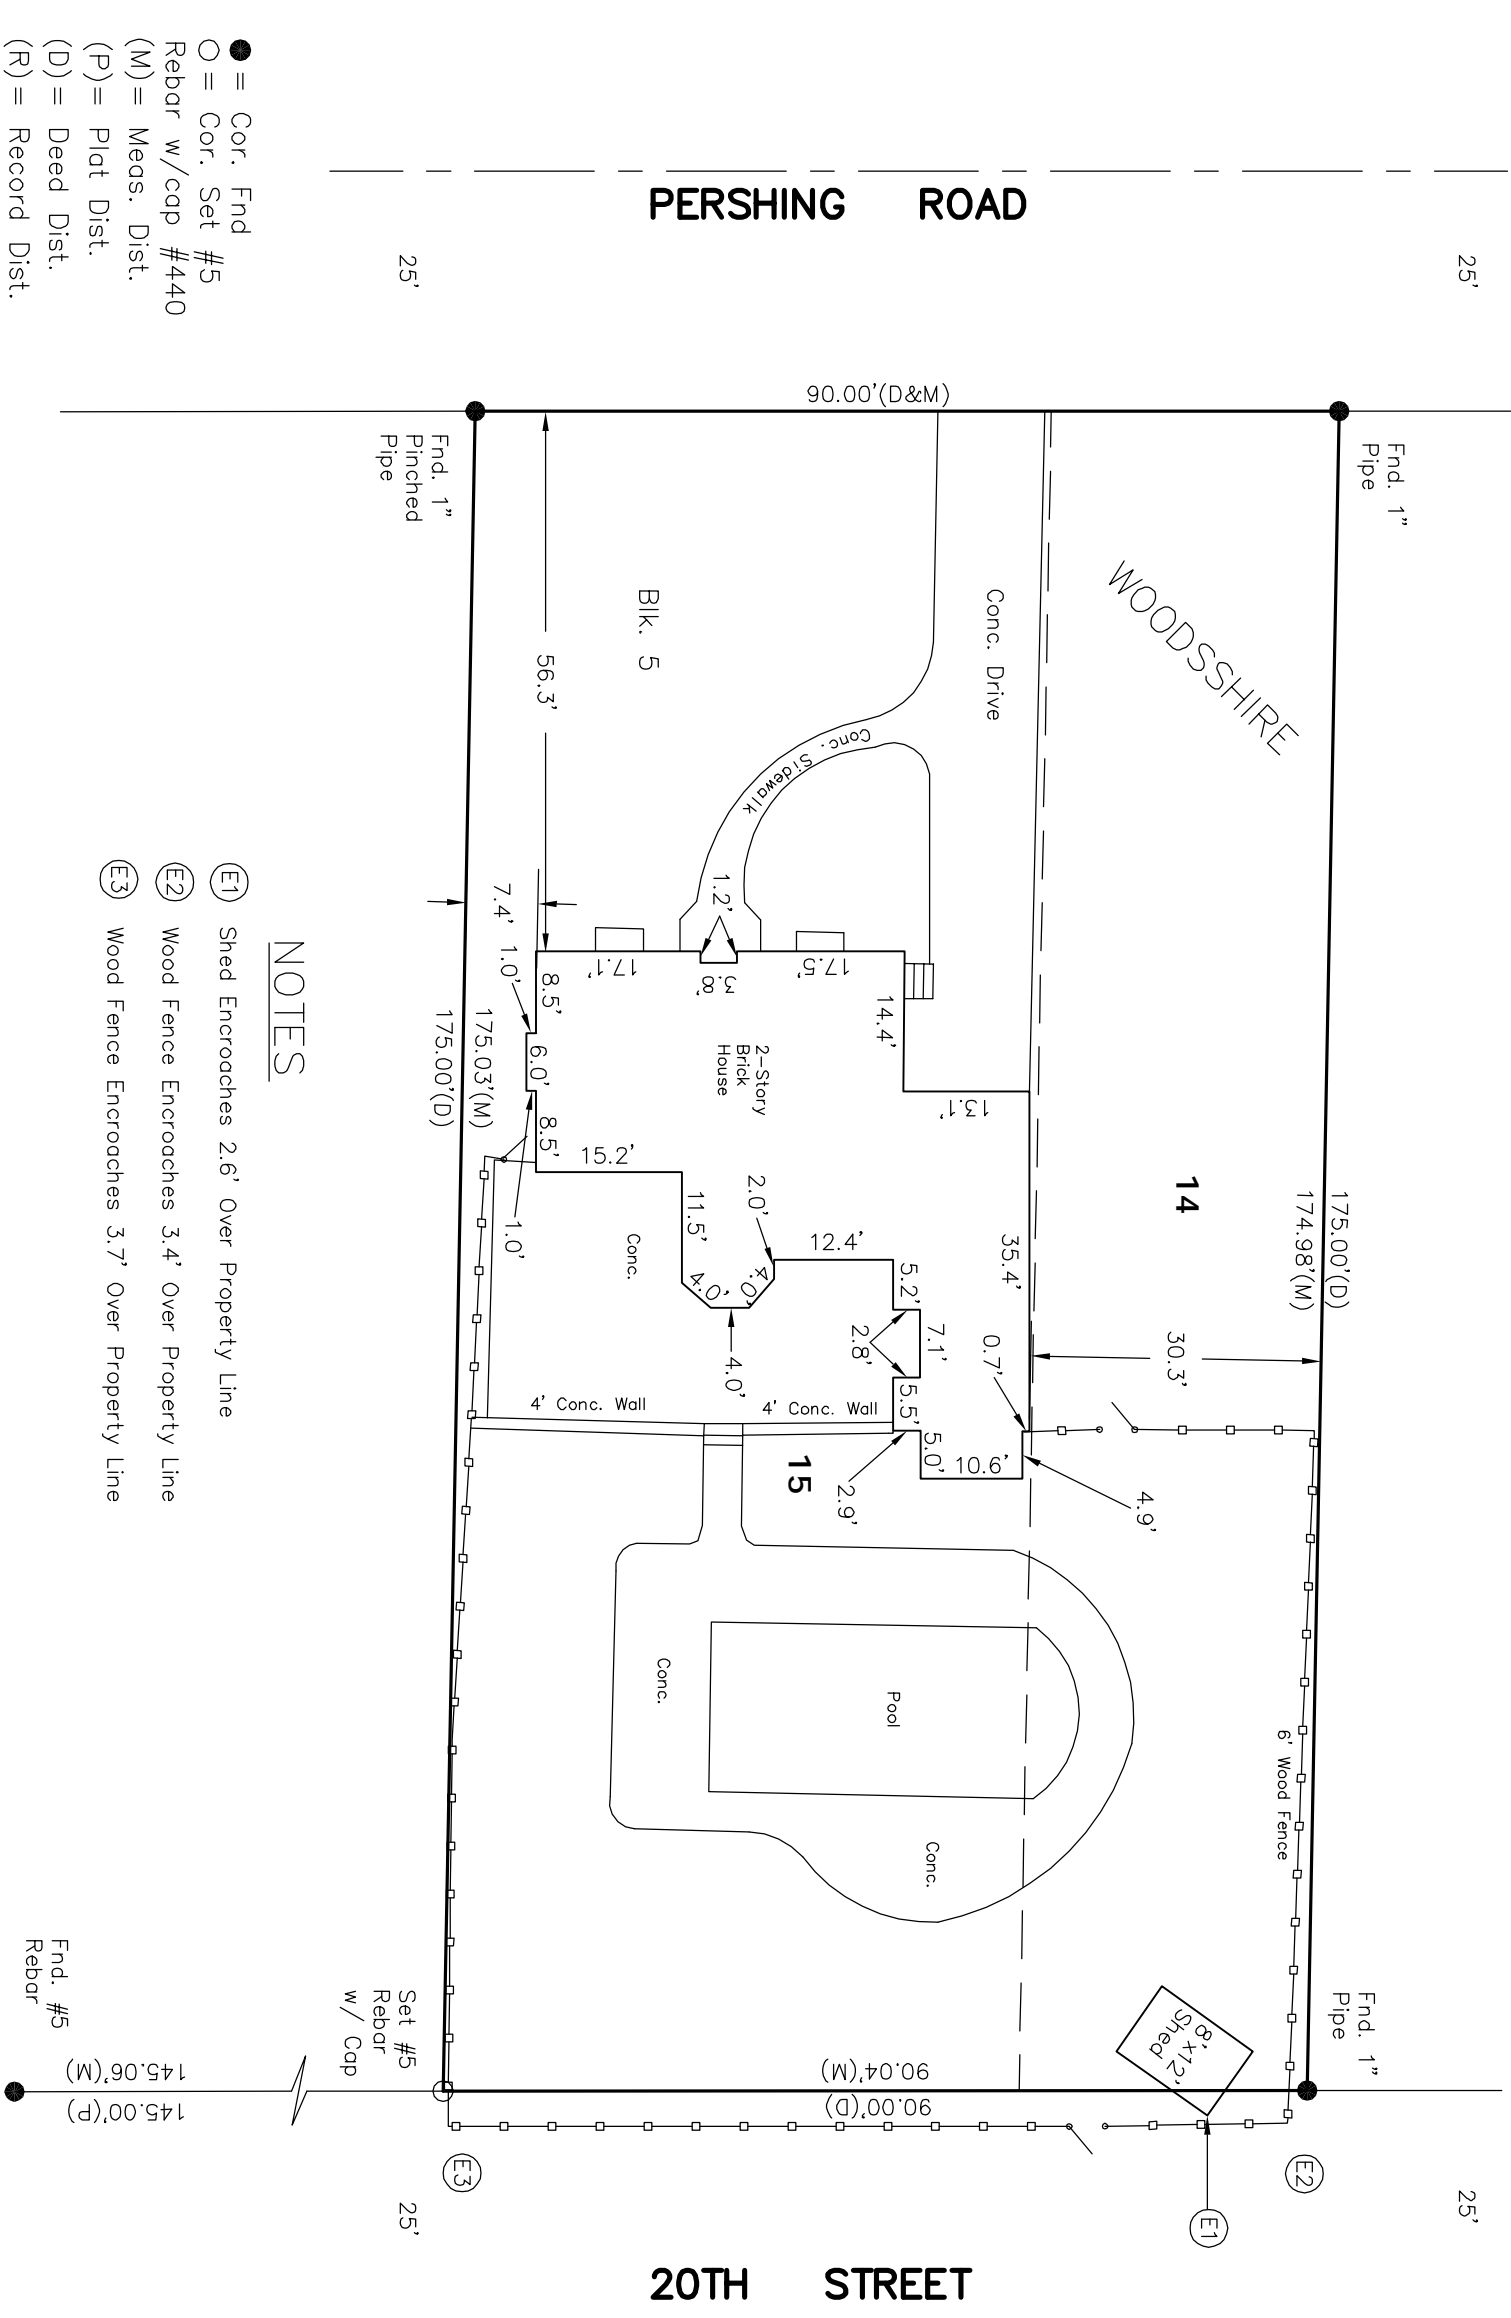 ● = Cor. Fnd
○ = Cor. Set #5
Rebar w/cap #440
(M)= Meas. Dist.
(P)= Plat Dist.
(D)= Deed Dist.
(R)= Record Dist.
PERSHING ROAD
25'
25'
90.00'(D&M)
Fnd. 1"
Pinched
Pipe
Fnd. 1"
Pipe
WOODSSHIRE
Blk. 5
Conc. Drive
56.3'
Conc. Sidewalk
7.4'
1.0'
1.2'
17.1'
3.8'
17.5'
8.5'
6.0'
8.5'
14.4'
13.1'
2-Story
Brick
House
175.03'(M)
175.00'(D)
14
175.00'(D)
174.98'(M)
15.2'
1.0'
11.5'
2.0'
12.4'
35.4'
Conc.
4.0'
4.0'
4.0'
5.2'
2.8'
7.1'
5.5'
0.7'
30.3'
4' Conc. Wall
4' Conc. Wall
15
5.0'
10.6'
2.9'
4.9'
Conc.
Pool
Conc.
6' Wood Fence
8' x12'
Shed
Fnd. 1"
Pipe
Set #5
Rebar
w/ Cap
Fnd. #5
Rebar
145.06'(M)
145.00'(P)
90.04'(M)
90.00'(D)
E3
E2
E1
25'
25'
20TH STREET
NOTES
E1 Shed Encroaches 2.6' Over Property Line
E2 Wood Fence Encroaches 3.4' Over Property Line
E3 Wood Fence Encroaches 3.7' Over Property Line